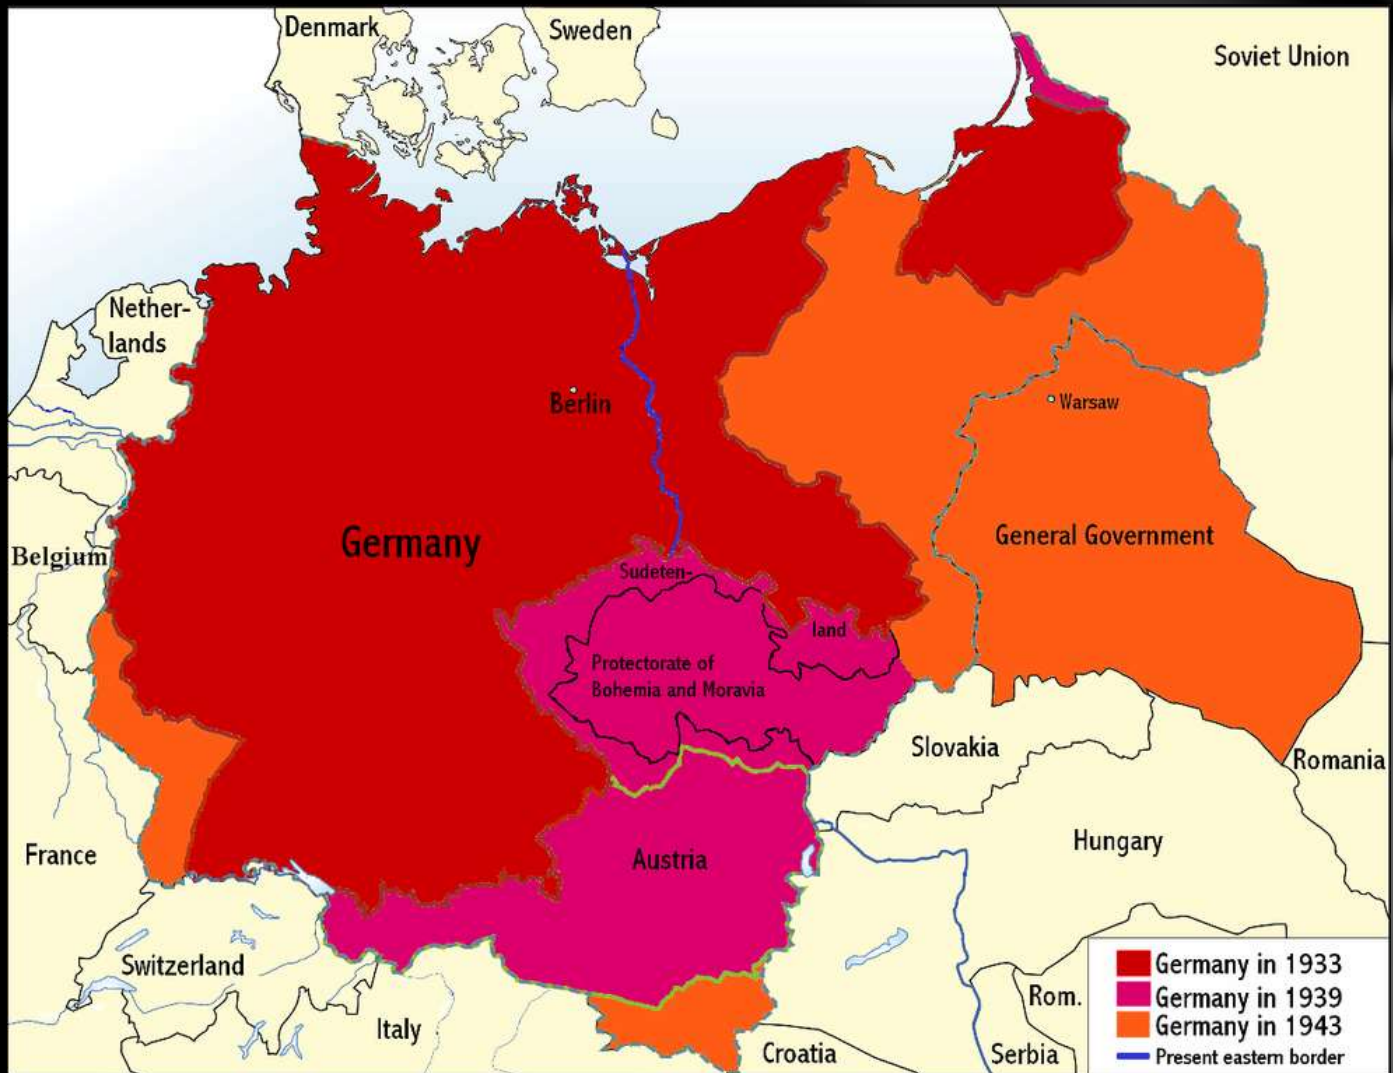 Denmark
Sweden
Soviet Union
Nether-
lands
Berlin
Warsaw
Germany
General Government
Belgium
Sudeten-
land
Protectorate of
Bohemia and Moravia
Slovakia
Romania
France
Austria
Hungary
Switzerland
Italy
Croatia
Serbia
Rom.
Germany in 1933
Germany in 1939
Germany in 1943
Present eastern border